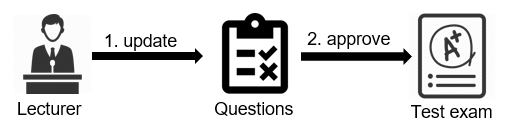 1. update
2. approve
A+
Lecturer
Questions
Test exam